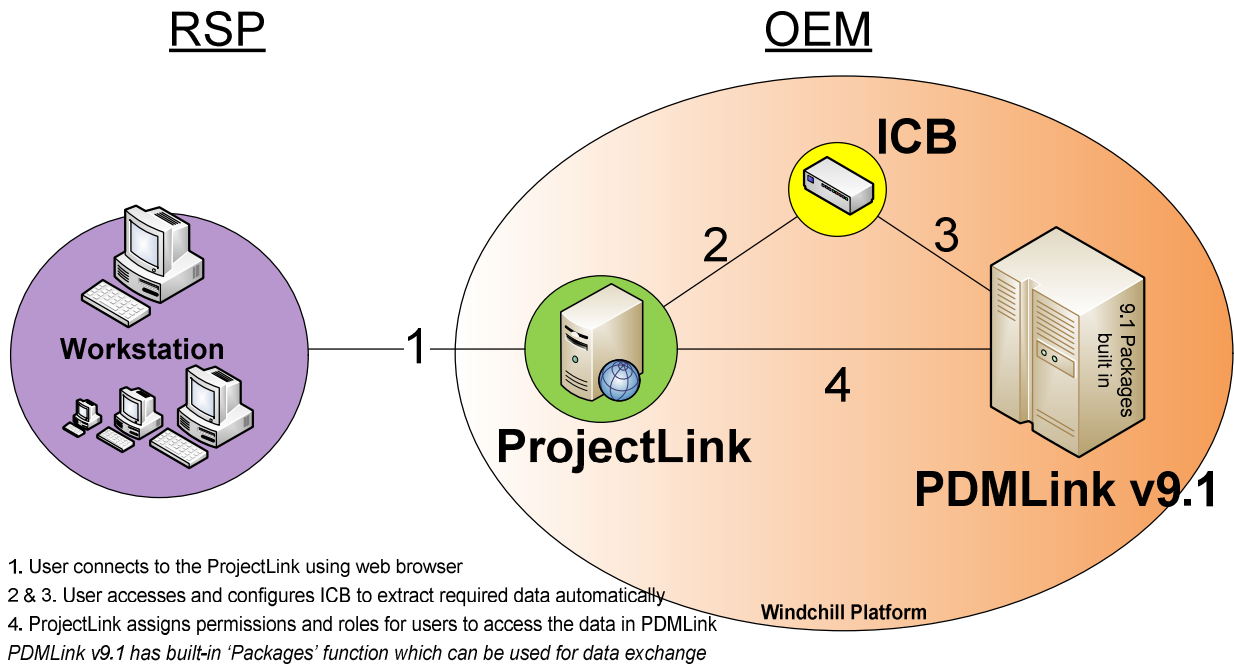 RSP
OEM
ICB
2
3
9.1 Packages
built in
Workstation
1
4
ProjectLink
PDMLink v9.1
1. User connects to the ProjectLink using web browser
2 & 3. User accesses and configures ICB to extract required data automatically
4. ProjectLink assigns permissions and roles for users to access the data in PDMLink
PDMLink v9.1 has built-in ‘Packages’ function which can be used for data exchange
Windchill Platform